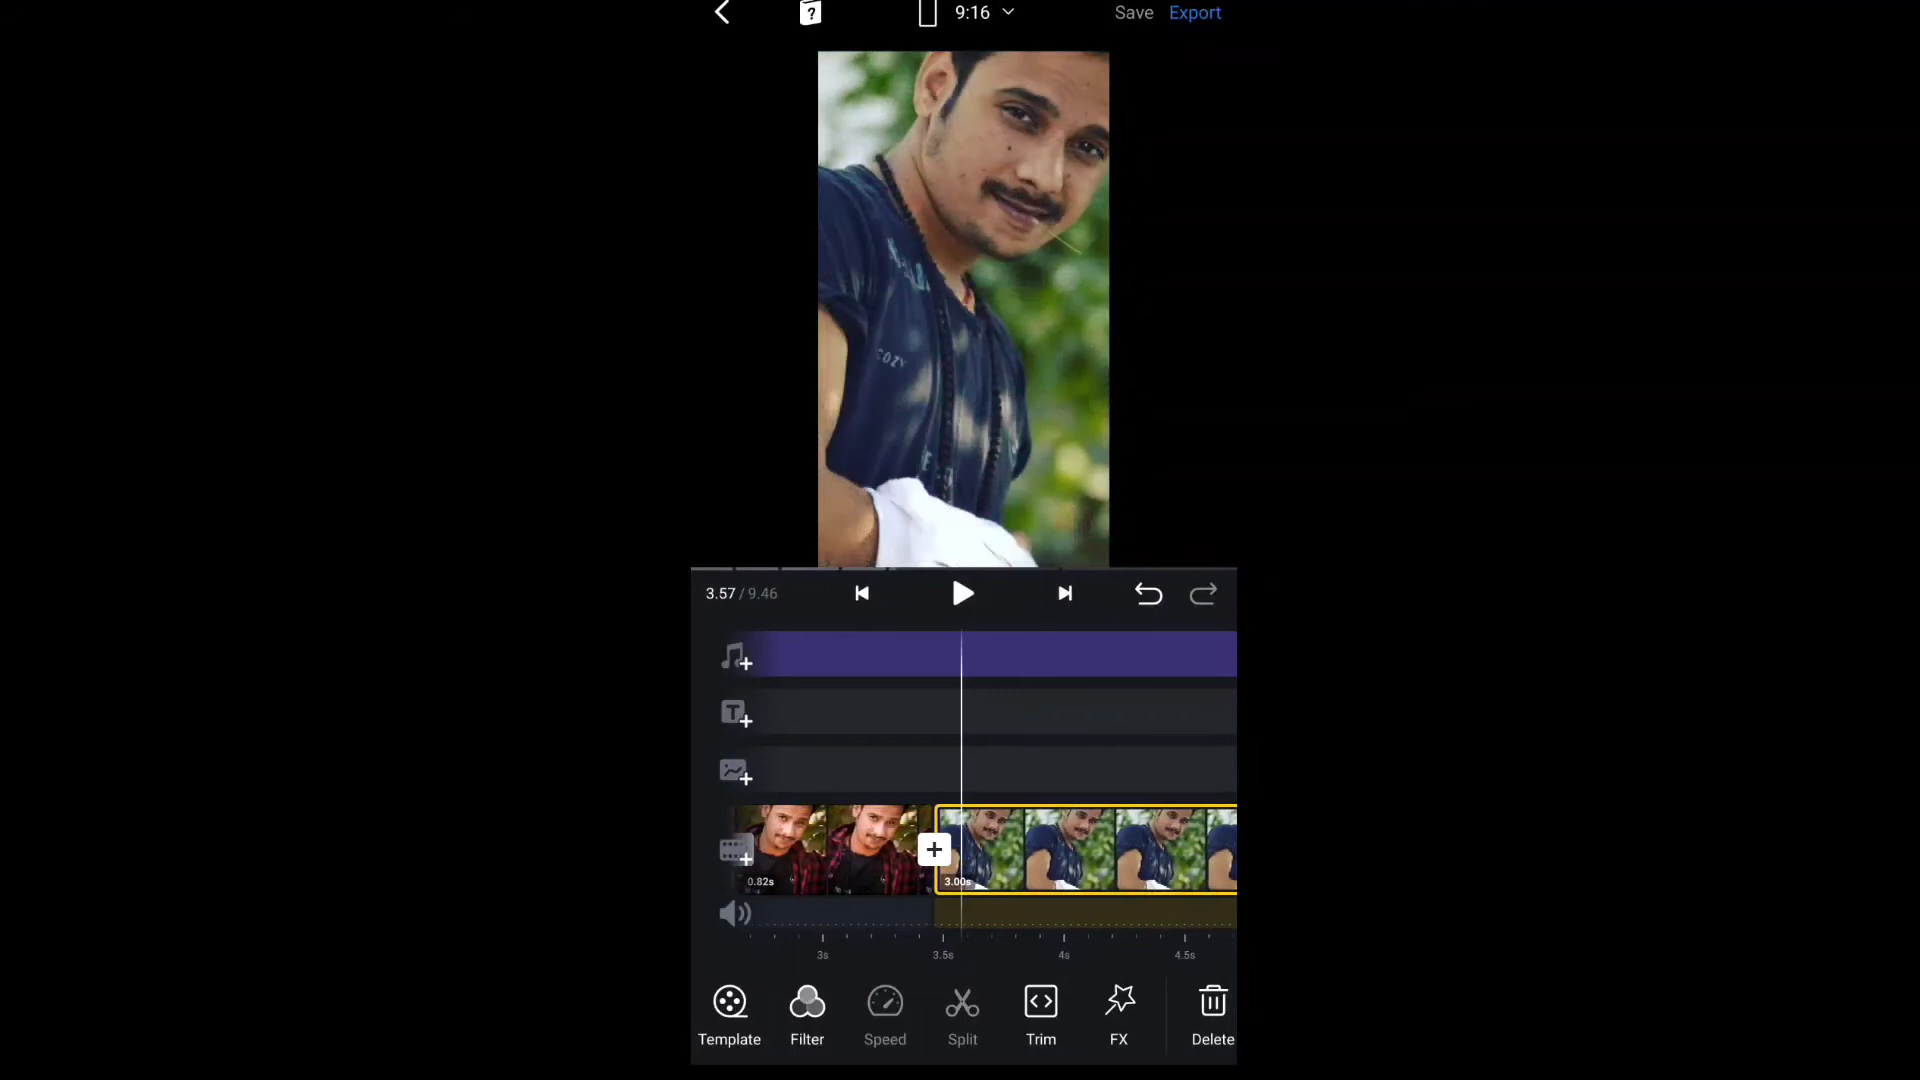 9:16
Save
Export
COZY
3.57 / 9.46
0.82s
3.00s
3s
3.5s
4s
4.5s
Template
Filter
Speed
Split
Trim
FX
Delete